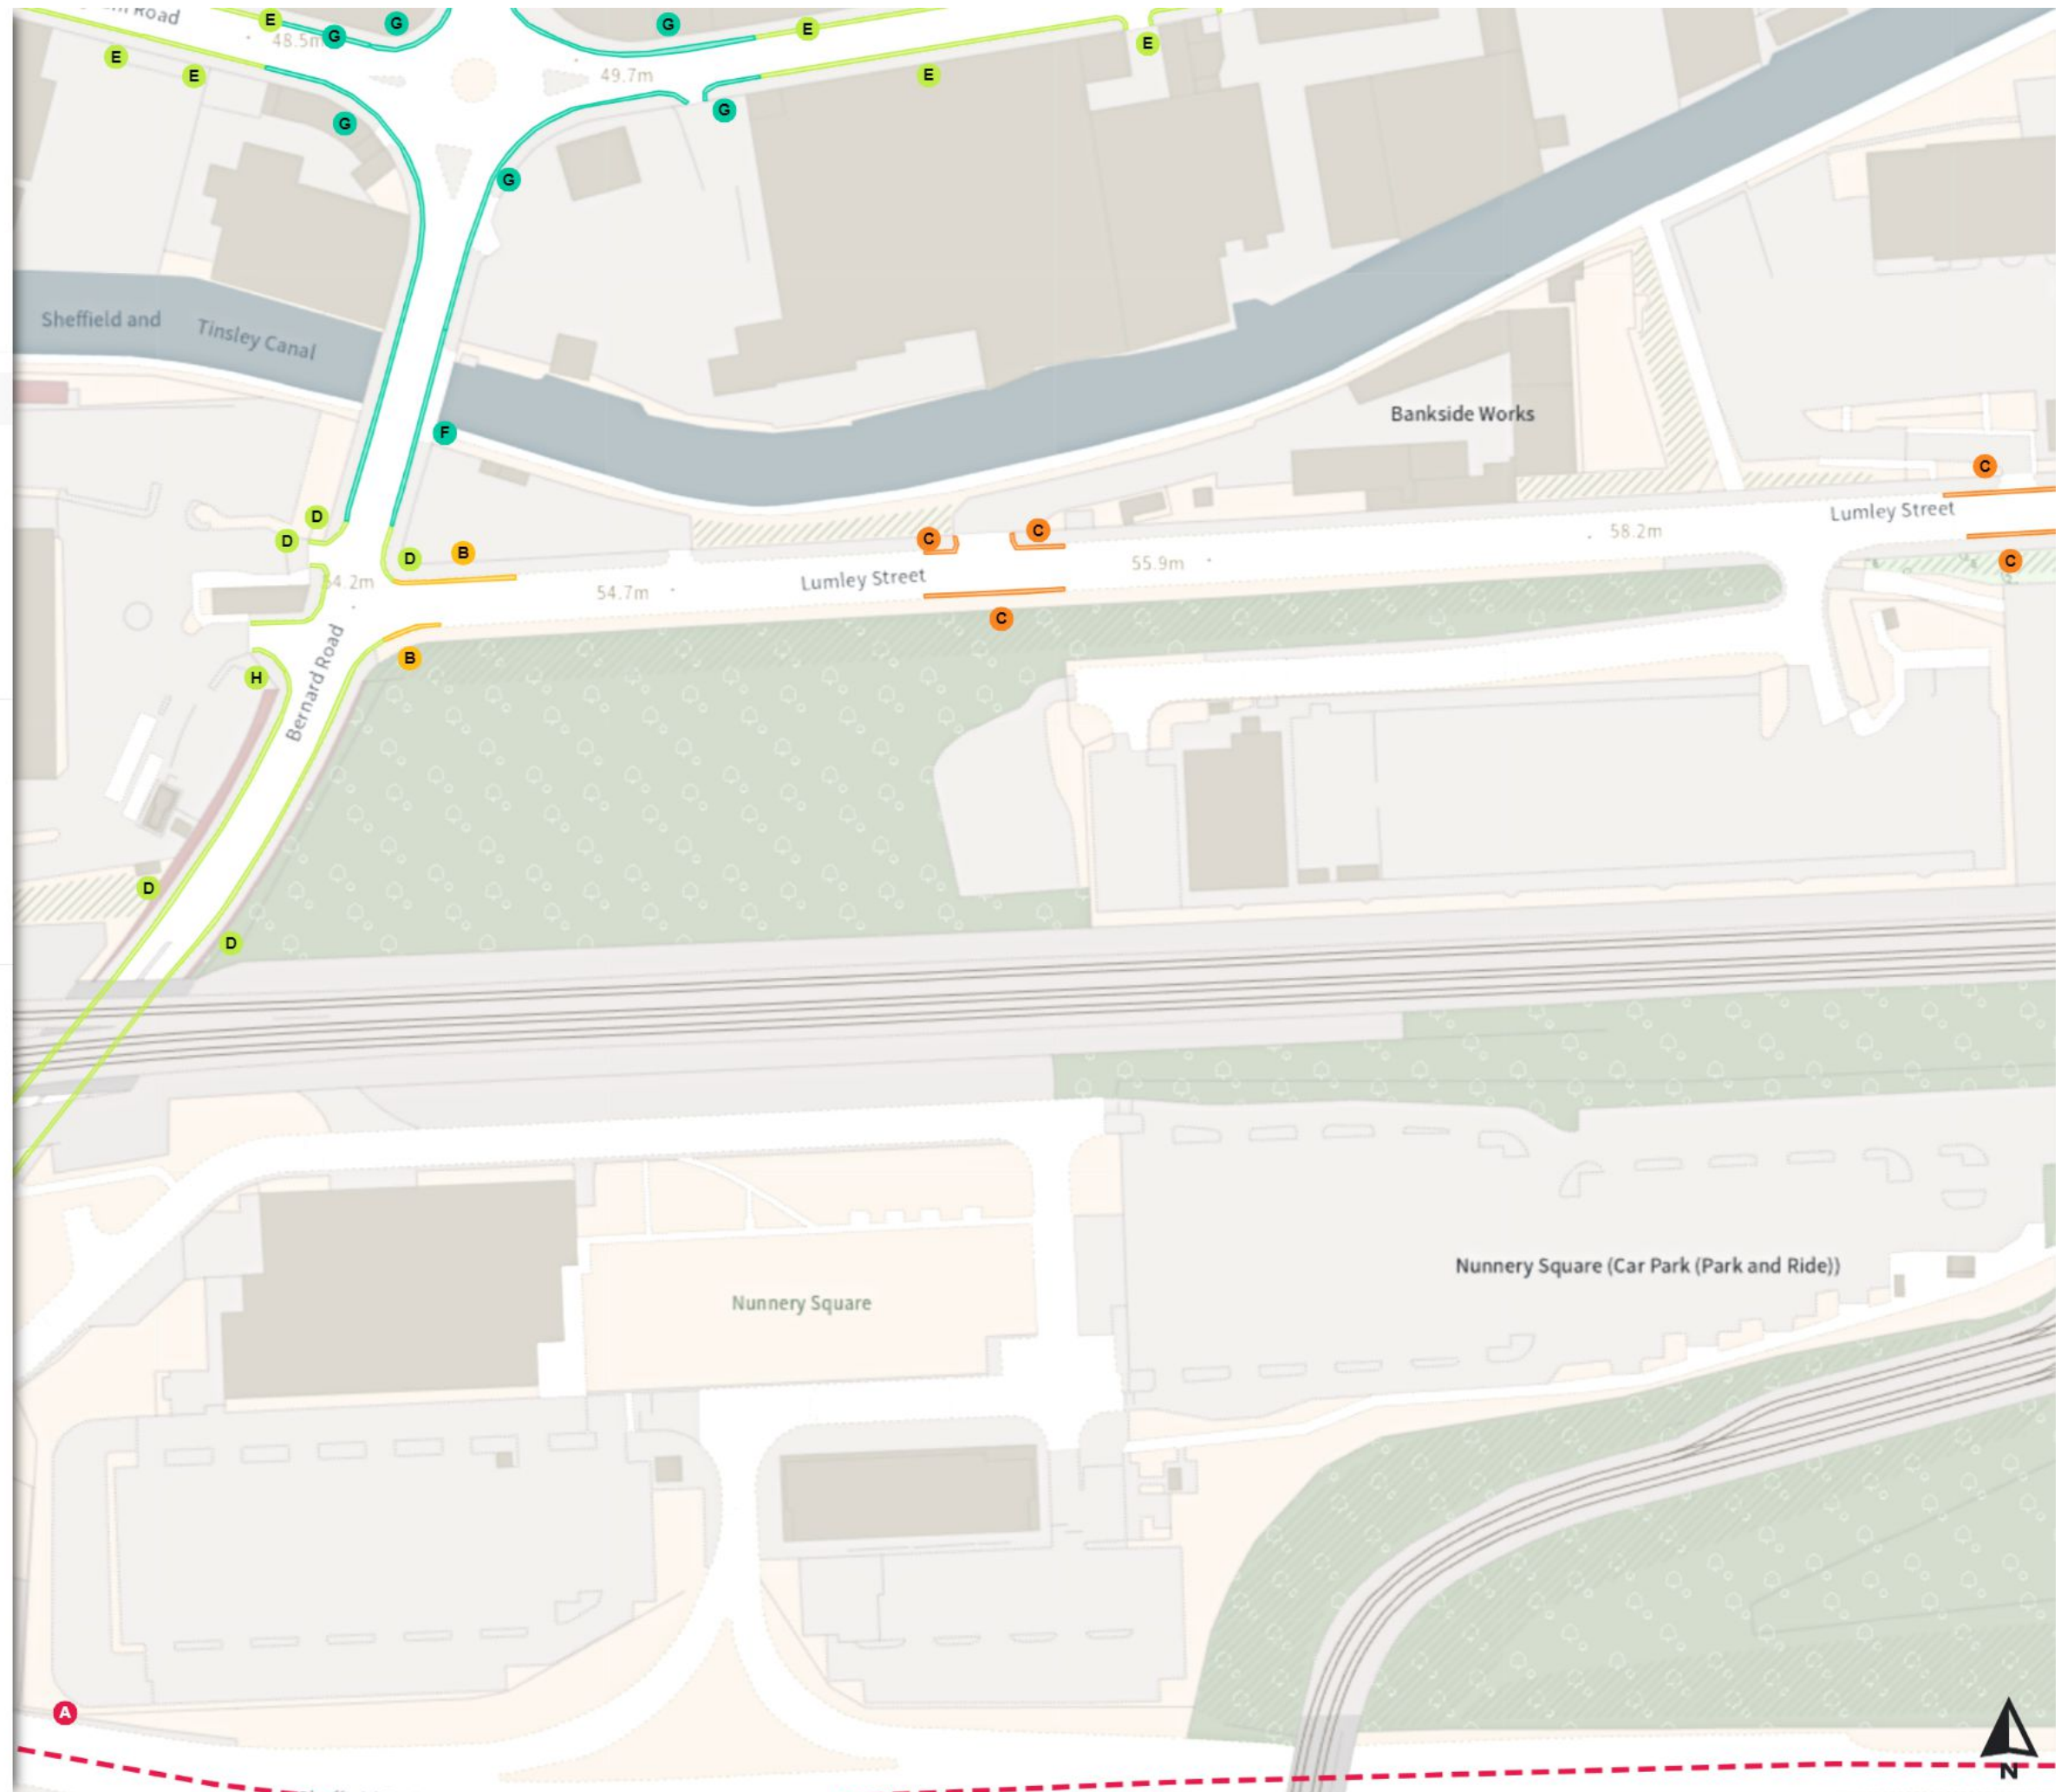 Road
E
G
G
G
E
48.5m
E
E
E
49.7m
E
E
G
G
G
Sheffield and
Tinsley Canal
Bankside Works
F
C
Lumley Street
D
D
D
B
C
C
58.2m
55.9m
C
54.2m
54.7m
Lumley Street
C
B
H
Bernard Road
D
D
Nunnery Square (Car Park (Park and Ride))
Nunnery Square
A
N